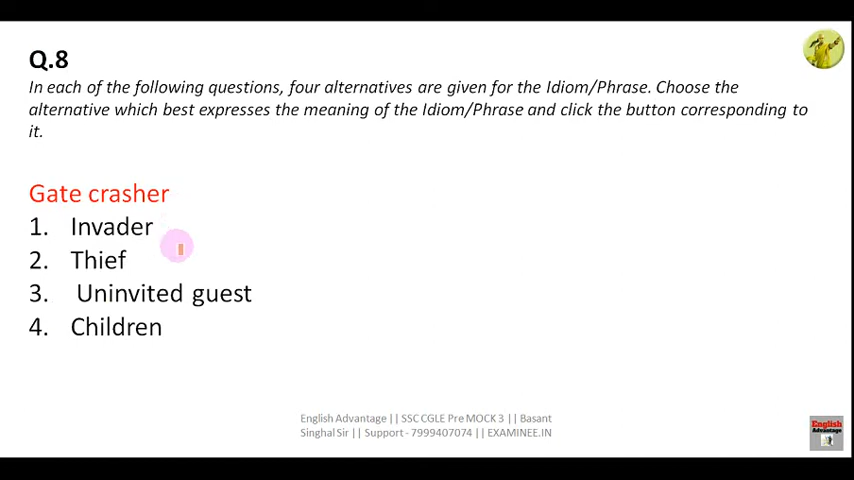 Q.8
In each of the following questions, four alternatives are given for the Idiom/Phrase. Choose the
alternative which best expresses the meaning of the Idiom/Phrase and click the button corresponding to
it.
Gate crasher
1. Invader
2. Thief
3. Uninvited guest
4. Children
English Advantage || SSC CGLE Pre MOCK 3 || Basant
Singhal Sir || Support - 7999407074 || EXAMINEE.IN
English
Advantage